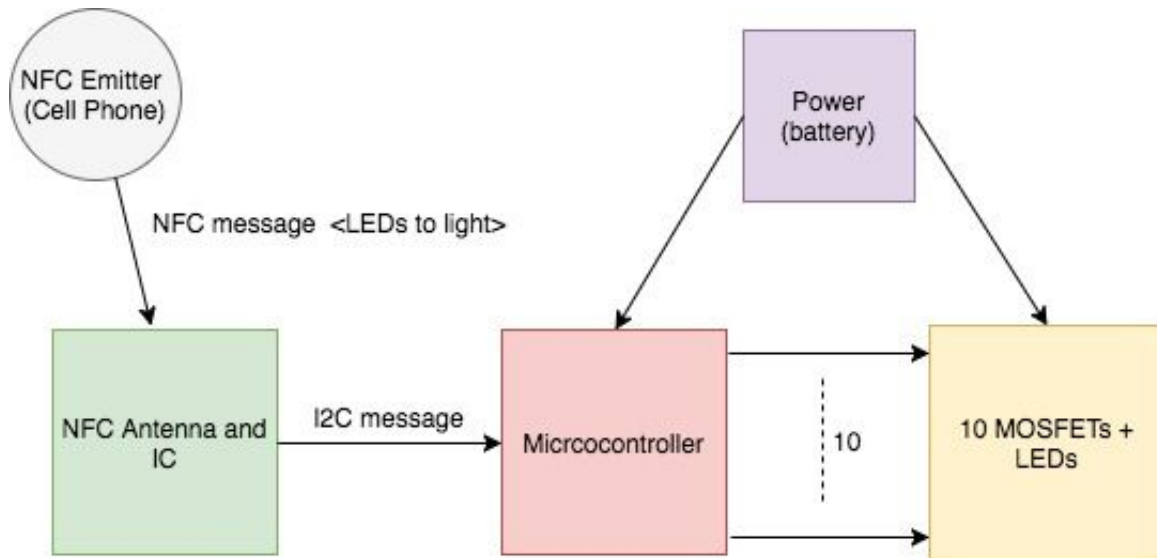 NFC Emitter
(Cell Phone)
Power
(battery)
NFC message <LEDs to light>
NFC Antenna and
IC
I2C message
Micrcocontroller
10
10 MOSFETs +
LEDs